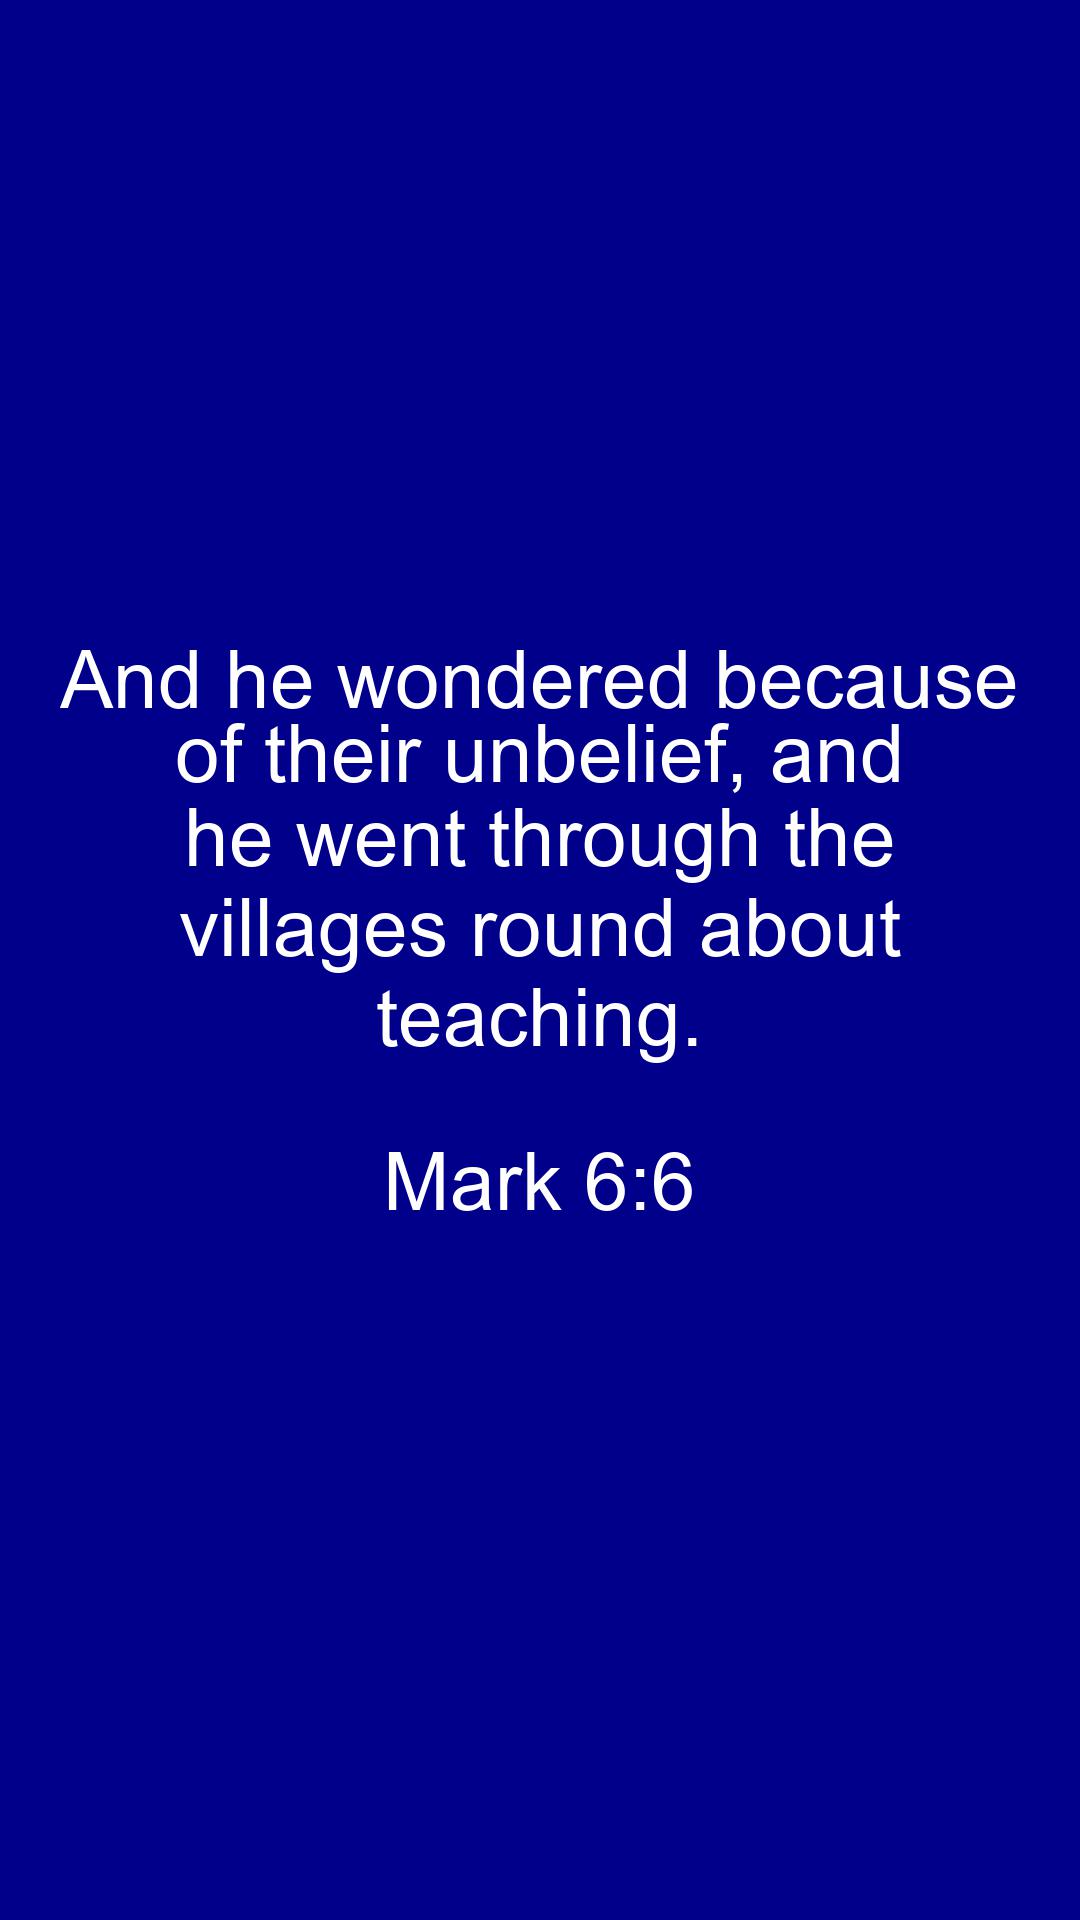 And he wondered because
of their unbelief, and
he went through the
villages round about
teaching.
Mark 6:6